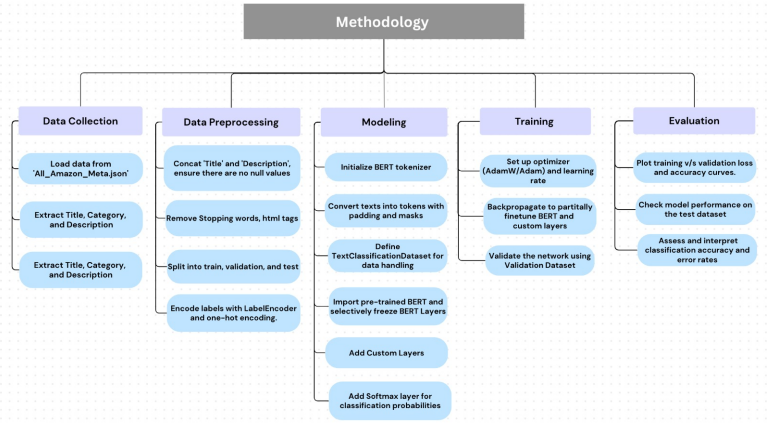 Methodology
Data Collection
Load data from
'All_Amazon_Meta.json'
Extract Title, Category,
and Description
Extract Title, Category,
and Description
Data Preprocessing
Concat 'Title' and 'Description',
ensure there are no null values
Remove Stopping words, html tags
Split into train, validation, and test
Encode labels with LabelEncoder
and one-hot encoding.
Modeling
Initialize BERT tokenizer
Convert texts into tokens with
padding and masks
Define
TextClassificationDataset for
data handling
Import pre-trained BERT and
selectively freeze BERT Layers
Add Custom Layers
Add Softmax layer for
classification probabilities
Training
Set up optimizer
(AdamW/Adam) and learning
rate
Backpropagate to partitally
finetune BERT and
custom layers
Validate the network using
Validation Dataset
Evaluation
Plot training v/s validation loss
and accuracy curves.
Check model performance on
the test dataset
Assess and interpret
classification accuracy and
error rates